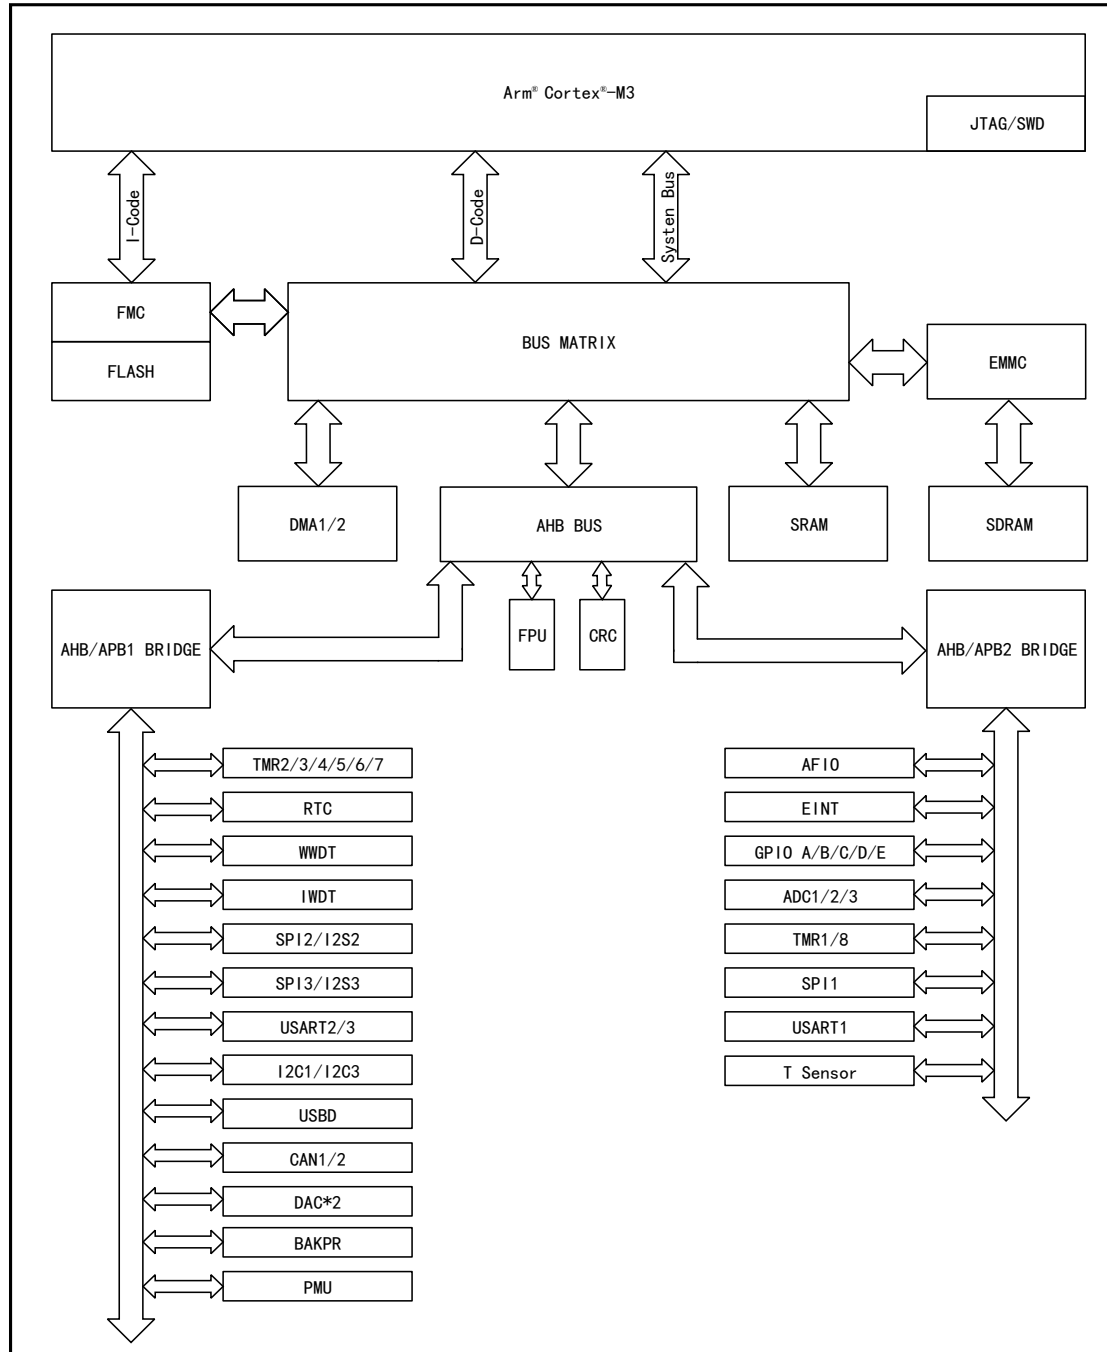 Arm® Cortex®-M3
JTAG/SWD
I-Code
D-Code
Systen Bus
FMC
FLASH
BUS MATRIX
EMMC
DMA1/2
AHB BUS
SRAM
SDRAM
FPU
CRC
AHB/APB1 BRIDGE
AHB/APB2 BRIDGE
TMR2/3/4/5/6/7
RTC
WWDT
IWDT
SPI2/I2S2
SPI3/I2S3
USART2/3
I2C1/I2C3
USBD
CAN1/2
DAC*2
BAKPR
PMU
AFIO
EINT
GPIO A/B/C/D/E
ADC1/2/3
TMR1/8
SPI1
USART1
T Sensor